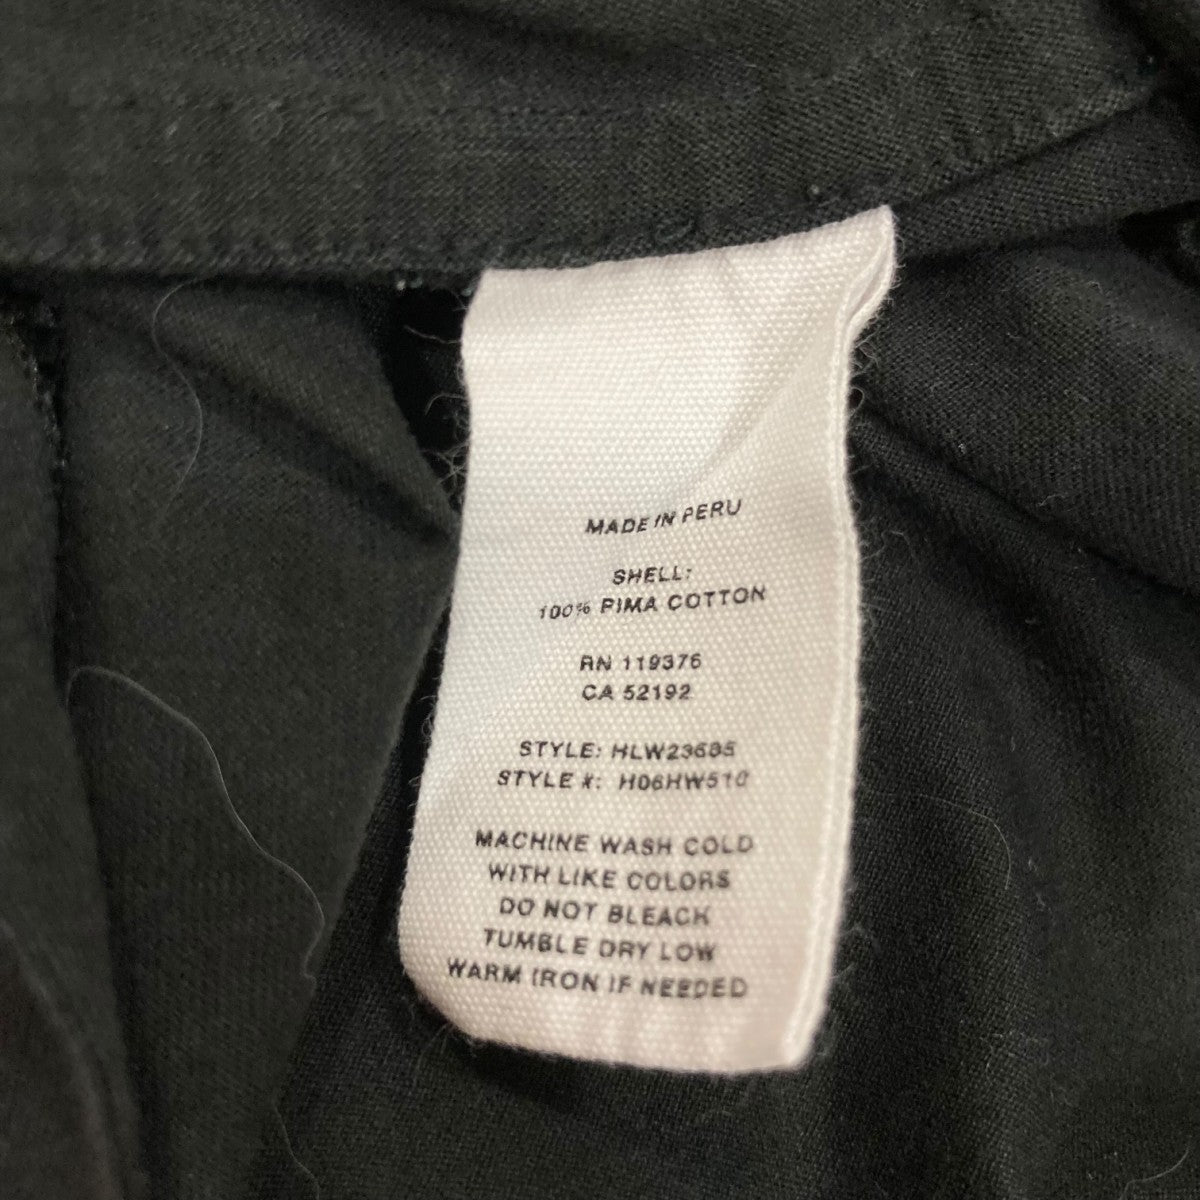 MADE IN PERU
SHELL:
100% PIMA COTTON
RN 119376
CA 52192
STYLE: HLW23685
STYLE #: H06HW510
MACHINE WASH COLD
WITH LIKE COLORS
DO NOT BLEACH
TUMBLE DRY LOW
WARM IRON IF NEEDED